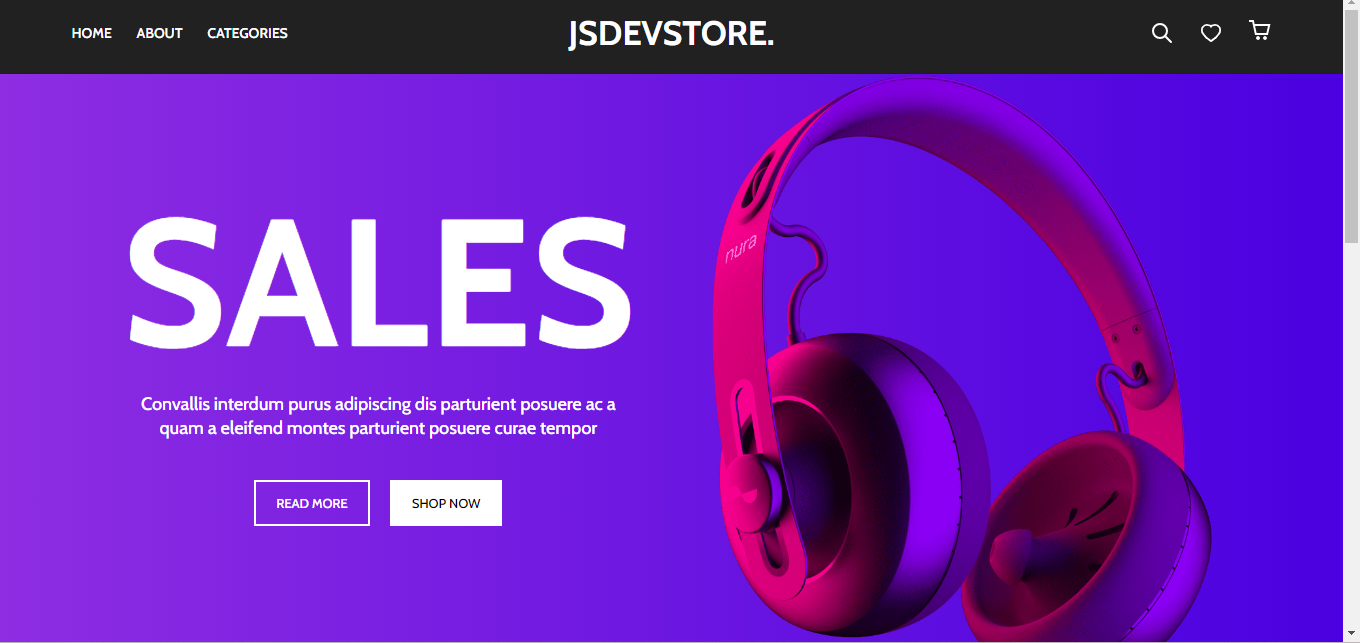 HOME ABOUT CATEGORIES JSDEVSTORE.
SALES
nura
Convallis interdum purus adipiscing dis parturient posuere ac a
quam a eleifend montes parturient posuere curae tempor
READ MORE SHOP NOW